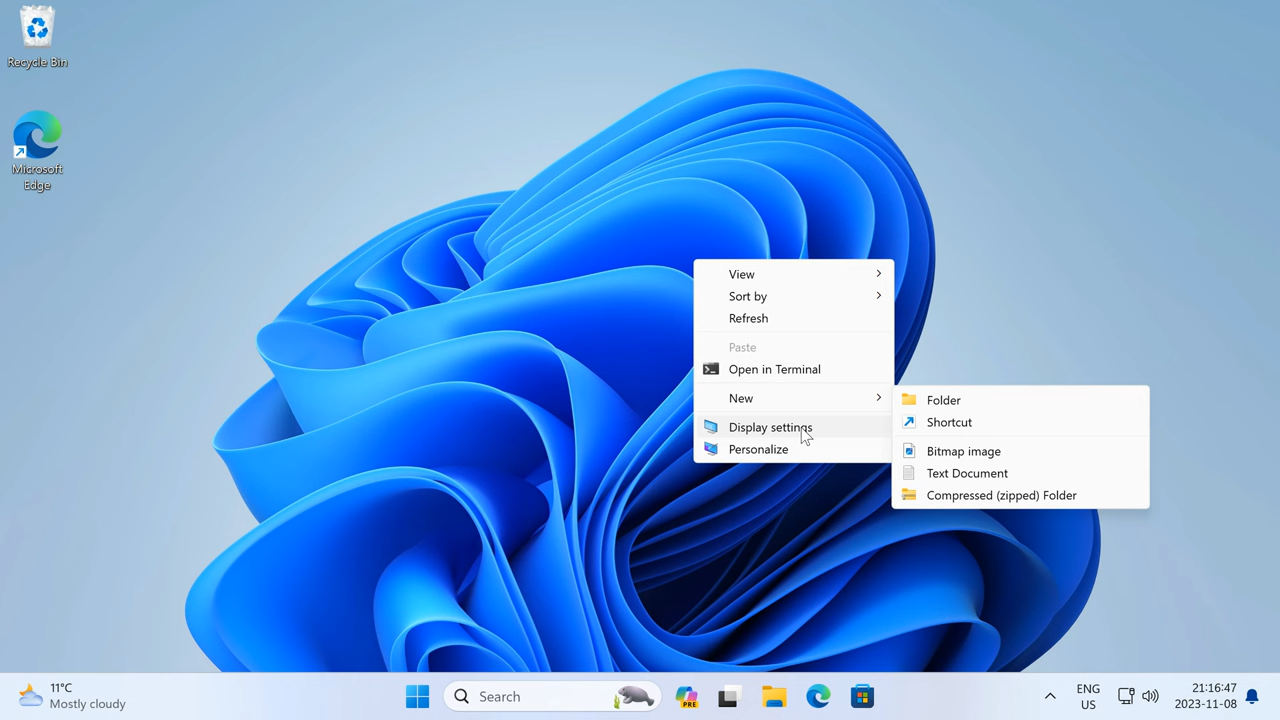 Recycle Bin
Microsoft
Edge
View
Sort by
Refresh
Paste
Open in Terminal
New
Display settings
Personalize
Folder
Shortcut
Bitmap image
Text Document
Compressed (zipped) Folder
11°C
Mostly cloudy
Search
PRE
ENG
US
21:16:47
2023-11-08